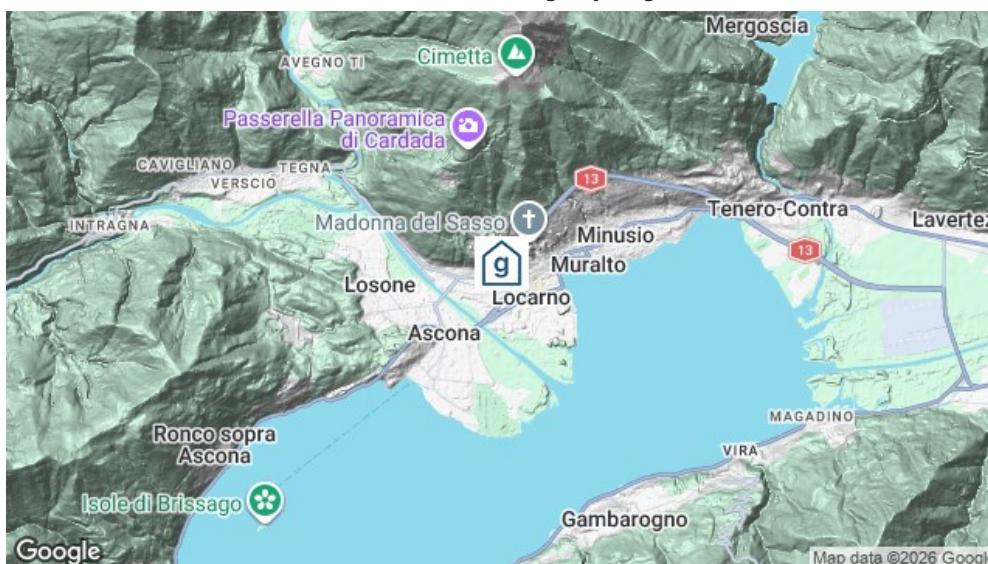 Mergoscia
Cimetta
AVEGNO TI
Passerella Panoramica
di Cardada
CAVIGLIANO
TEGNA
VERSCIO
13
INTRAGNA
Madonna del Sasso
Tenero-Contra
Lavertez
Minusio
13
g
Muralto
Losone
Locarno
Ascona
MAGADINO
Ronco sopra
Ascona
VIRA
Isole di Brissago
Gambarogno
Google
Map data ©2026 Google